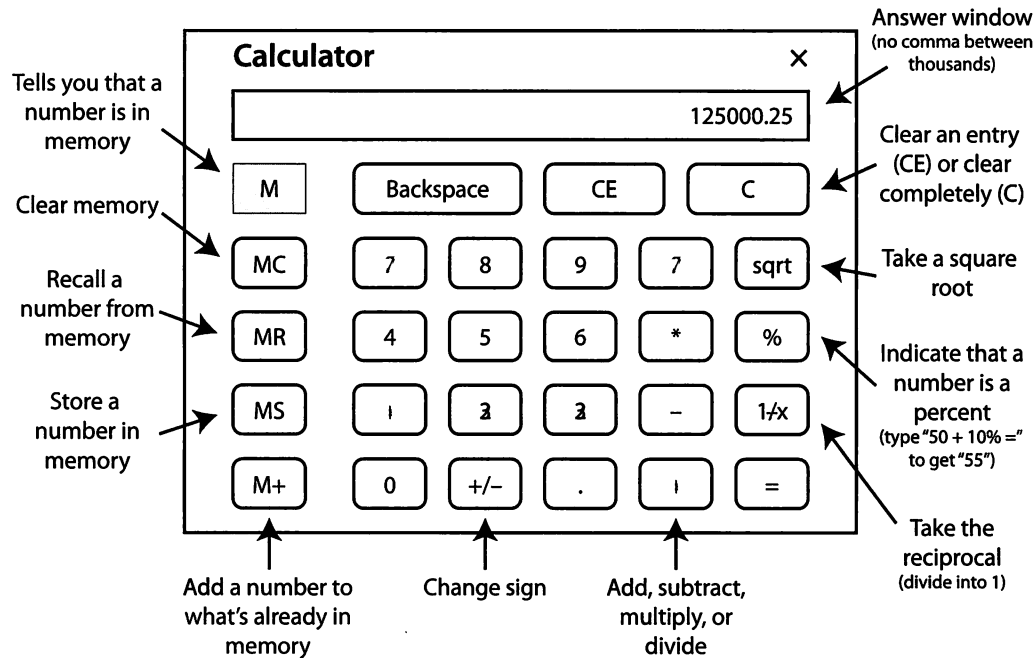 Answer window
(no comma between
thousands)
Calculator
×
Tells you that a
number is in
memory
125000.25
Clear an entry
(CE) or clear
completely (C)
M Backspace CE C
Clear memory
MC 7 8 9 7 sqrt
Take a square
root
Recall a
number from
memory
MR 4 5 6 * %
Indicate that a
number is a
percent
(type "50 + 10% ="
to get "55")
Store a
number in
memory
MS – 1/x
M+ 0 +/– . =
Take the
reciprocal
(divide into 1)
Add a number to
what's already in
memory
Change sign
Add, subtract,
multiply, or
divide